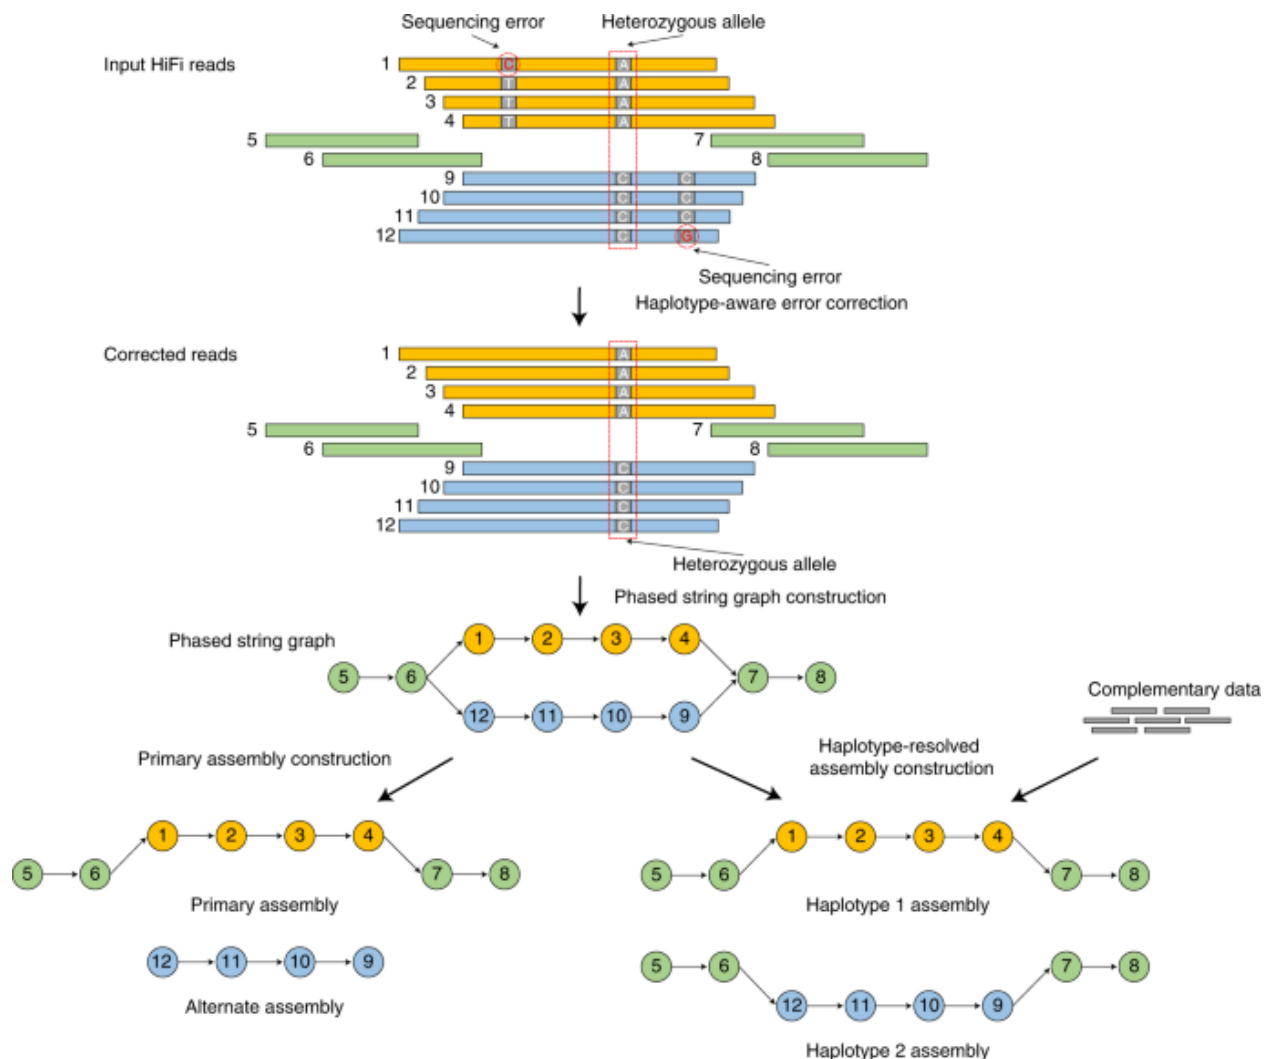 Sequencing error
Heterozygous allele
Input HiFi reads
1 C A
2 T A
3 T A
4 T A
5 7
6 8
9 C C
10 C C
11 C C
12 C G
Sequencing error
Haplotype-aware error correction
Corrected reads
1 A
2 A
3 A
4 A
5 7
6 8
9 C
10 C
11 C
12 C
Heterozygous allele
Phased string graph construction
Phased string graph
1 2 3 4
5 6 7 8
12 11 10 9
Complementary data
Primary assembly construction
Haplotype-resolved
assembly construction
1 2 3 4
5 6 7 8
Primary assembly
12 11 10 9
Alternate assembly
1 2 3 4
5 6 7 8
Haplotype 1 assembly
5 6 7 8
12 11 10 9
Haplotype 2 assembly